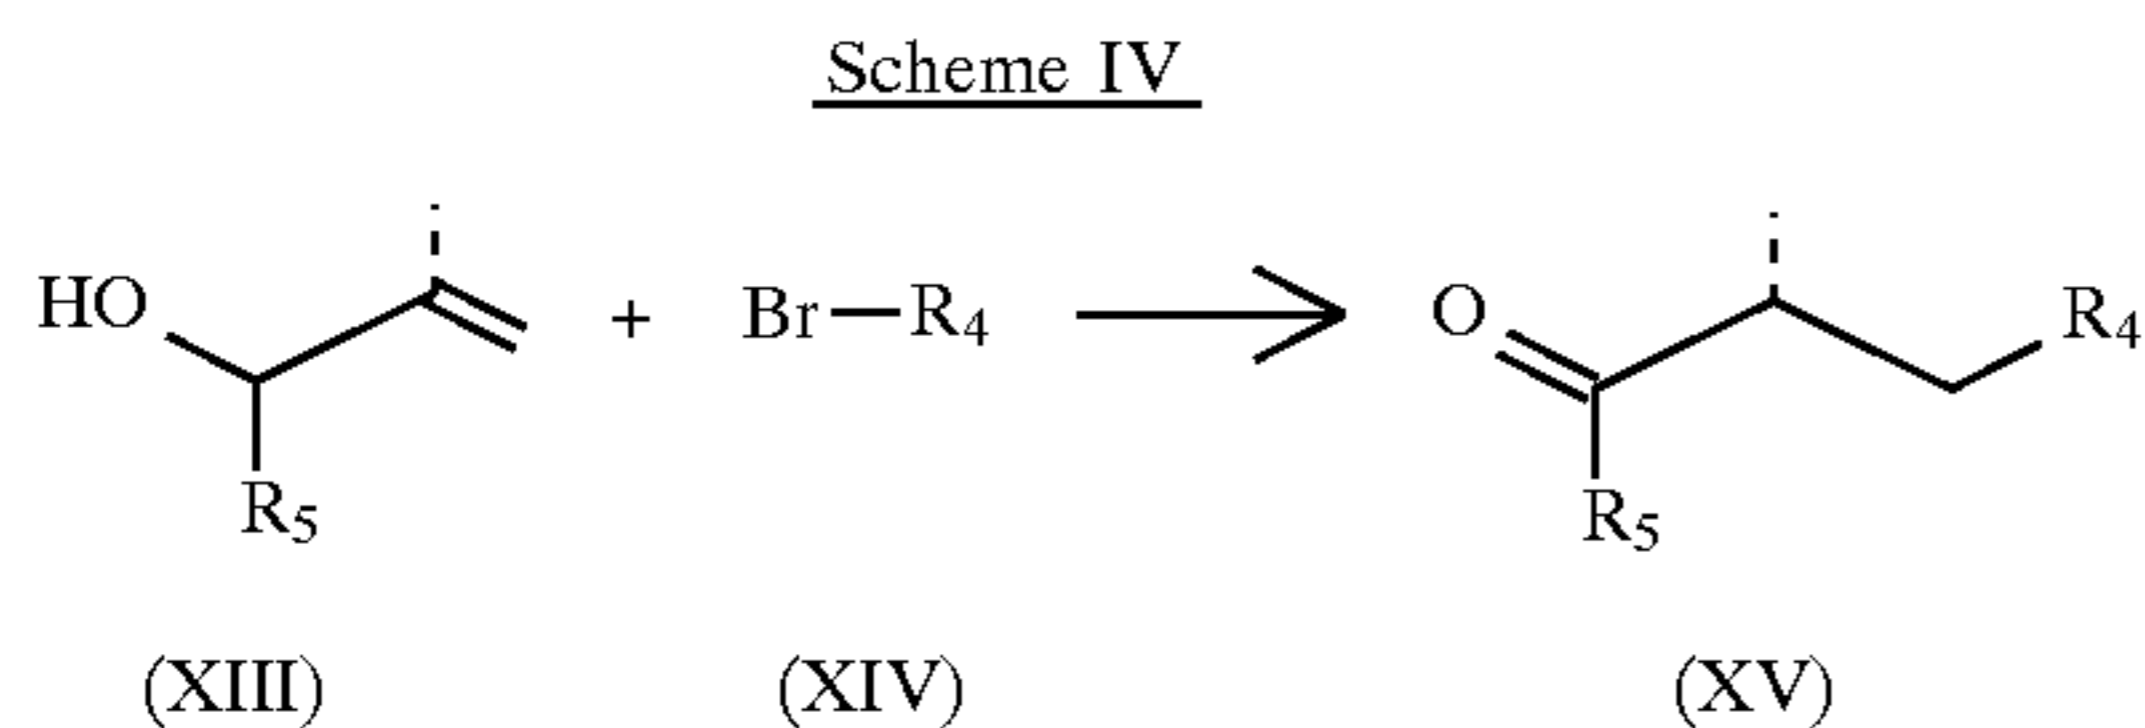 Scheme IV
HO + Br—R4 O R4
R5 R5
(XIII) (XIV) (XV)